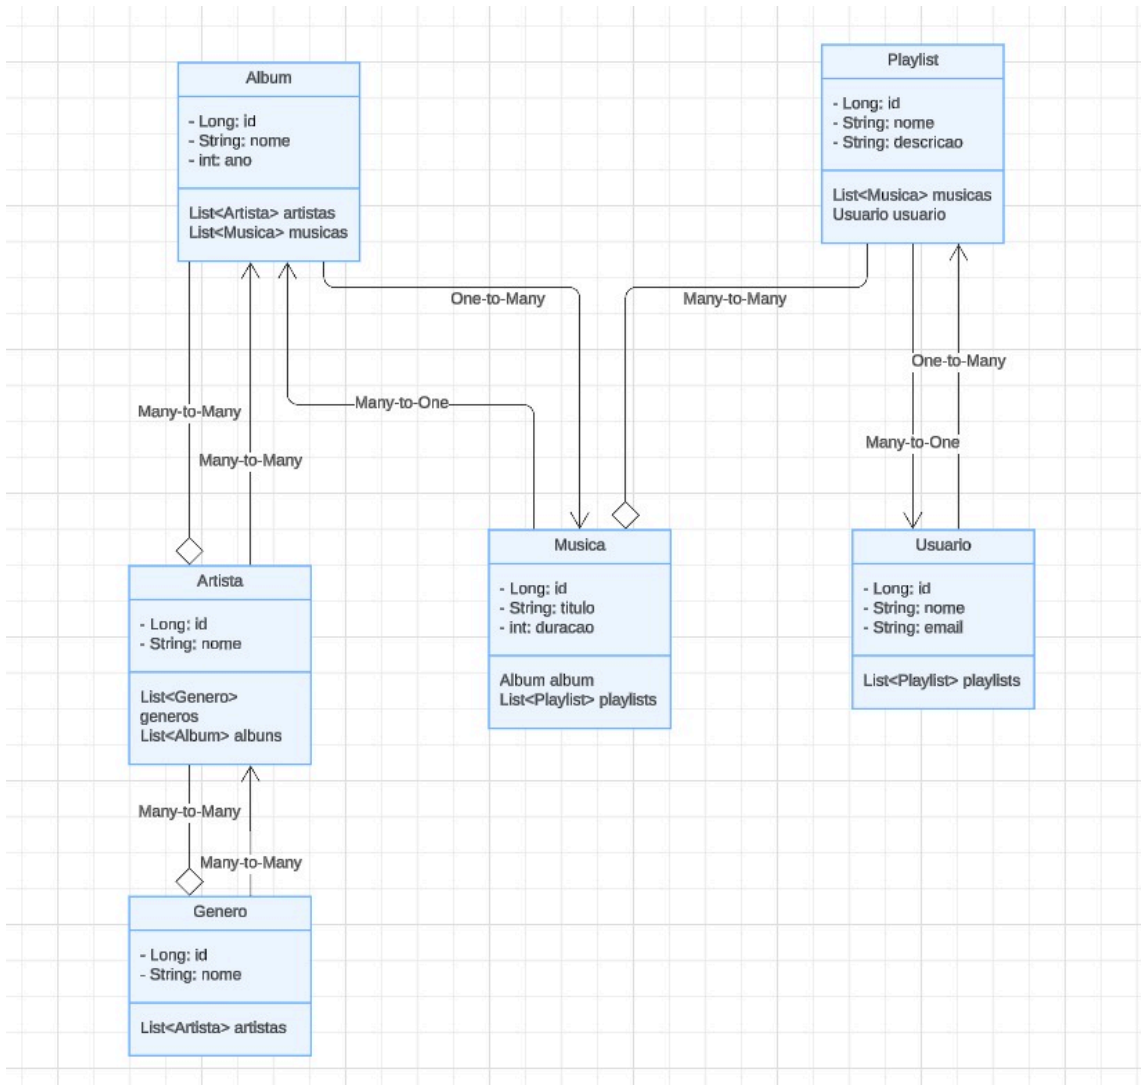 Album
- Long: id
- String: nome
- int: ano
List<Artista> artistas
List<Musica> musicas
Playlist
- Long: id
- String: nome
- String: descricao
List<Musica> musicas
Usuario usuario
One-to-Many
Many-to-Many
One-to-Many
Many-to-One
Many-to-Many
Many-to-One
Many-to-Many
Artista
- Long: id
- String: nome
List<Genero>
generos
List<Album> albuns
Musica
- Long: id
- String: titulo
- int: duracao
Album album
List<Playlist> playlists
Usuario
- Long: id
- String: nome
- String: email
List<Playlist> playlists
Many-to-Many
Many-to-Many
Genero
- Long: id
- String: nome
List<Artista> artistas